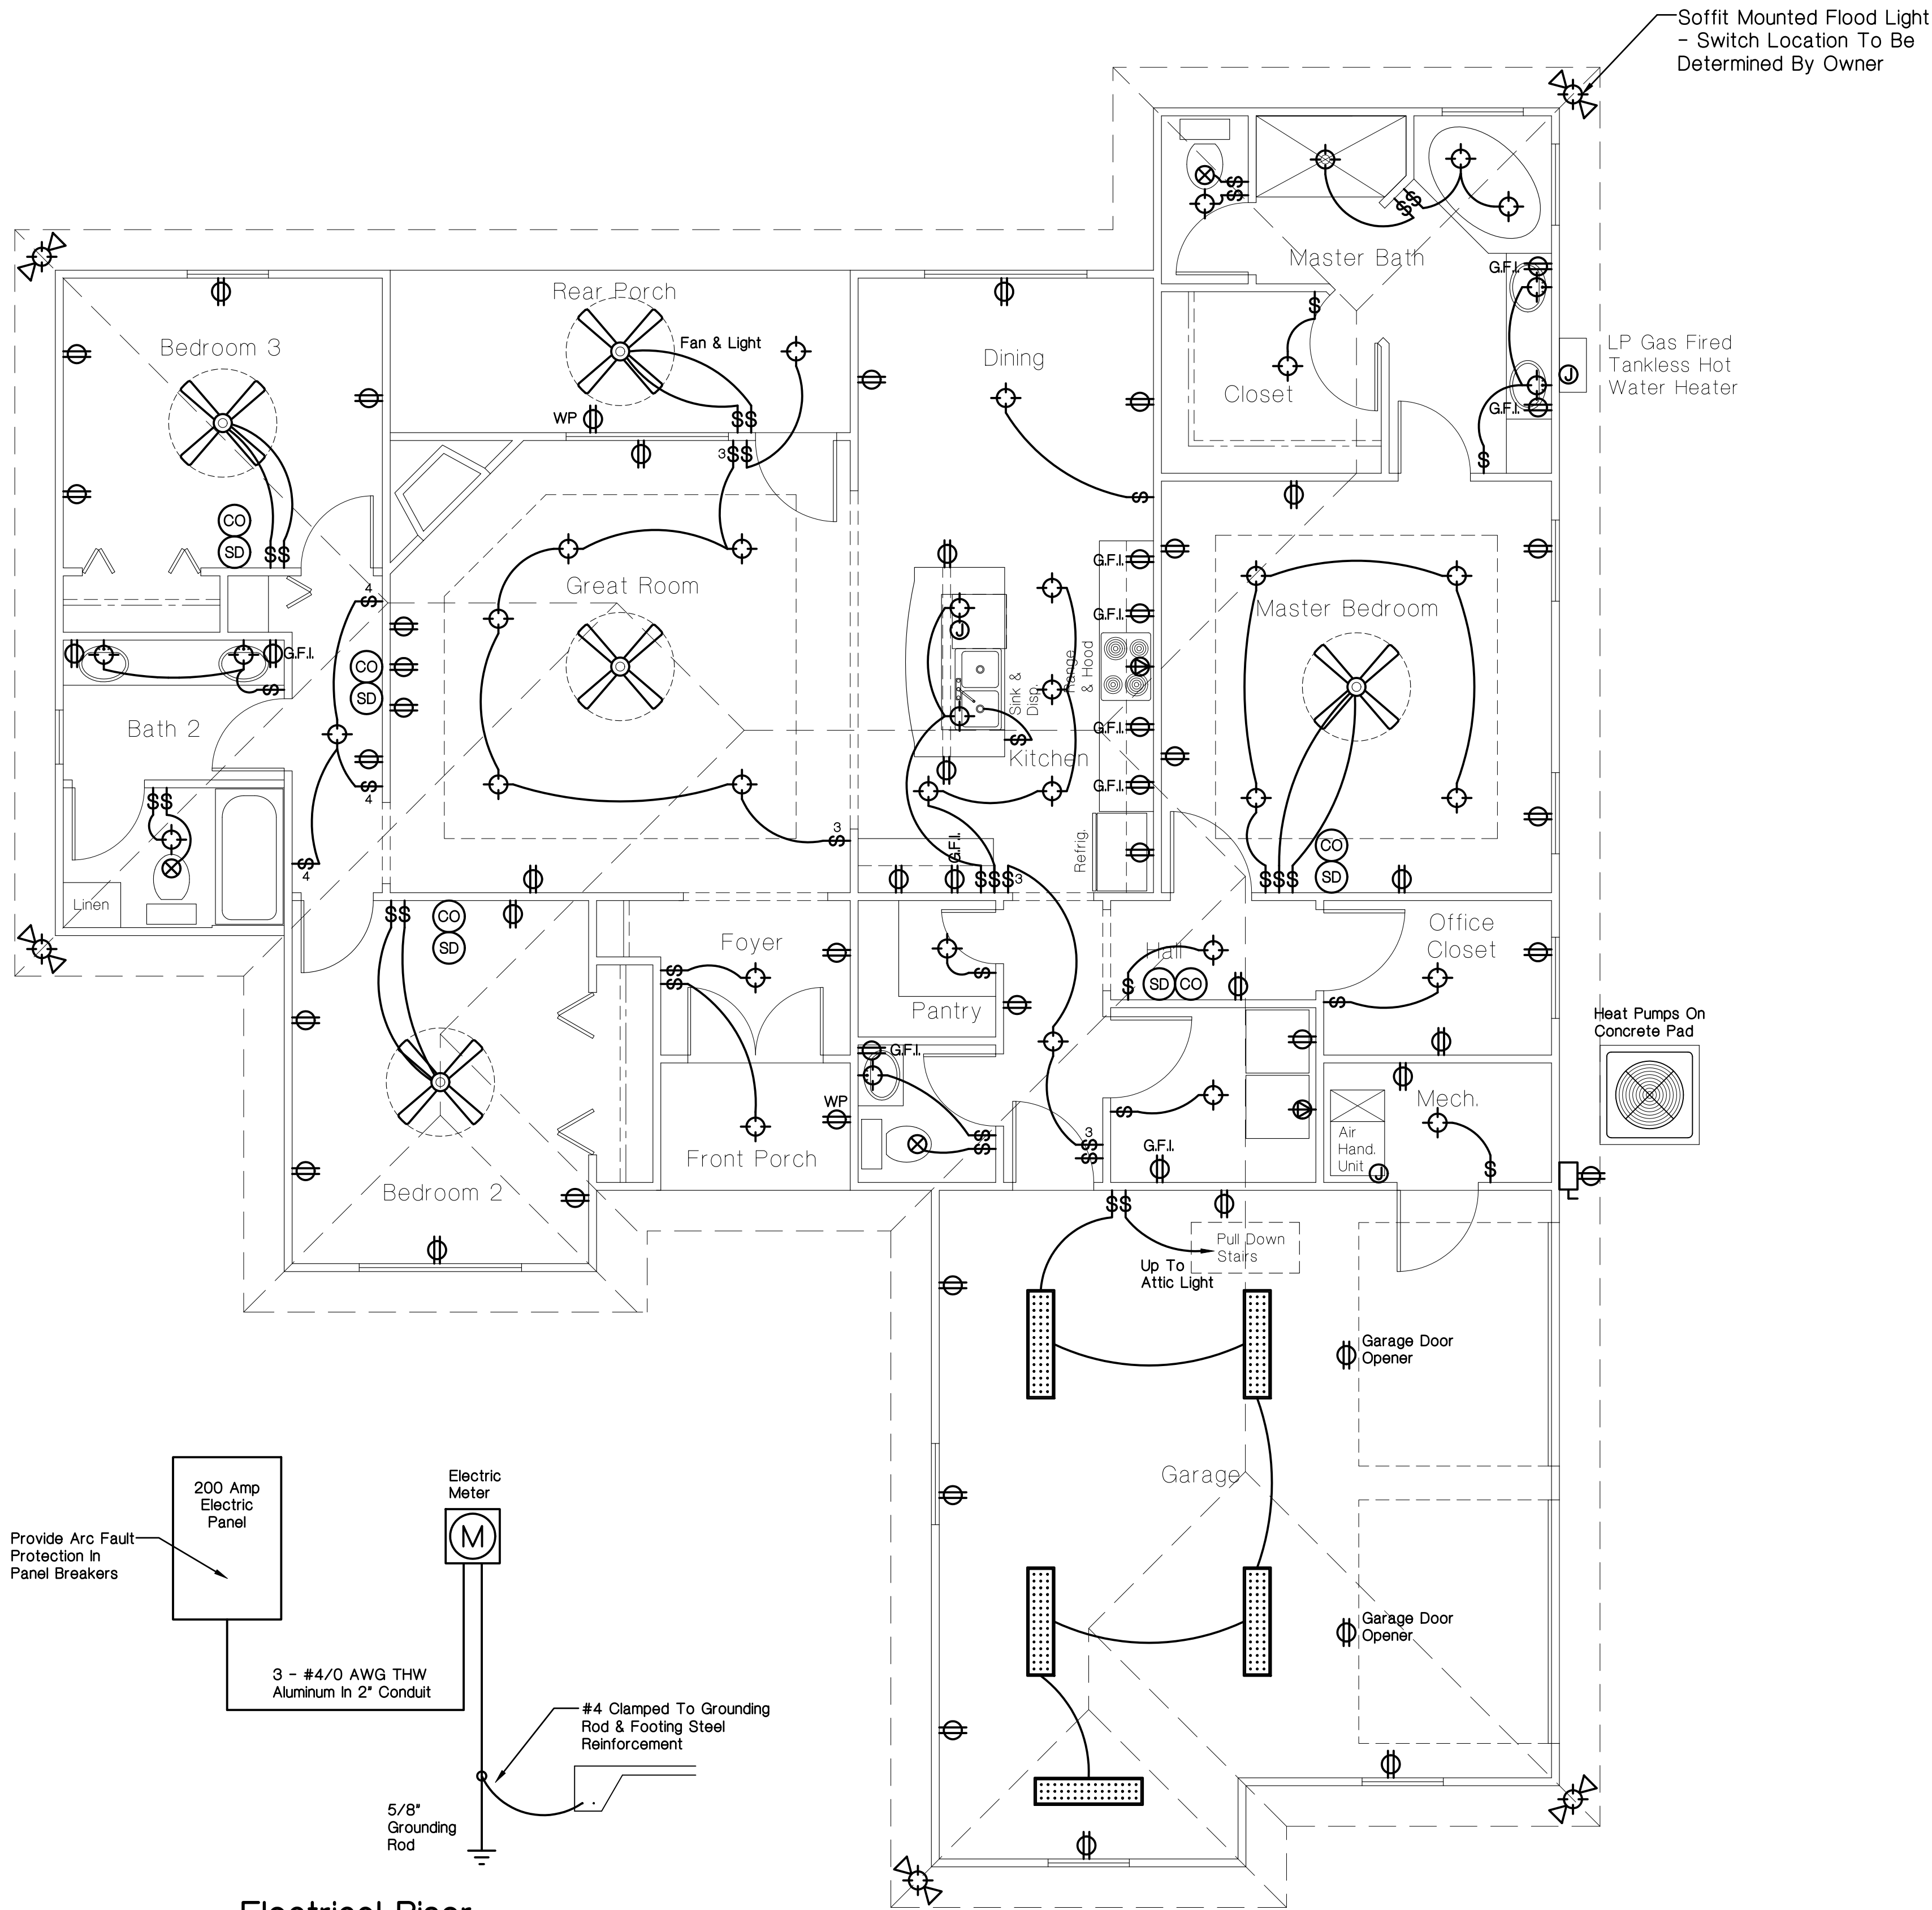 Soffit Mounted Flood Light
- Switch Location To Be
Determined By Owner
Master Bath
G.F.I.
G.F.I.
LP Gas Fired
Tankless Hot
Water Heater
J
Closet
Rear Porch
Fan & Light
WP
Bedroom 3
Dining
CO
SD
$$
$$
$$
$
$
$$
3$$
$
$$
4
$
Great Room
Master Bedroom
G.F.I.
G.F.I.
J
Range
& Hood
Sink &
Disp.
$
Kitchen
G.F.I.
G.F.I.
G.F.I.
$
CO
SD
Bath 2
$
4
$$
$
4
3
$
G.F.I.
$$$3
Refrig.
$$$
CO
SD
Linen
$$
CO
SD
Foyer
$
$
$
Pantry
Hall
$
SD
CO
Office
Closet
$
Heat Pumps On
Concrete Pad
G.F.I.
WP
Front Porch
Bedroom 2
$
$
3
$
$
$
G.F.I.
Mech.
Air
Hand.
Unit
J
$
$$
Pull Down
Stairs
Up To
Attic Light
Garage Door
Opener
Garage
Garage Door
Opener
200 Amp
Electric
Panel
Electric
Meter
M
Provide Arc Fault
Protection In
Panel Breakers
3 - #4/0 AWG THW
Aluminum In 2" Conduit
#4 Clamped To Grounding
Rod & Footing Steel
Reinforcement
5/8"
Grounding
Rod
Electrical Riser